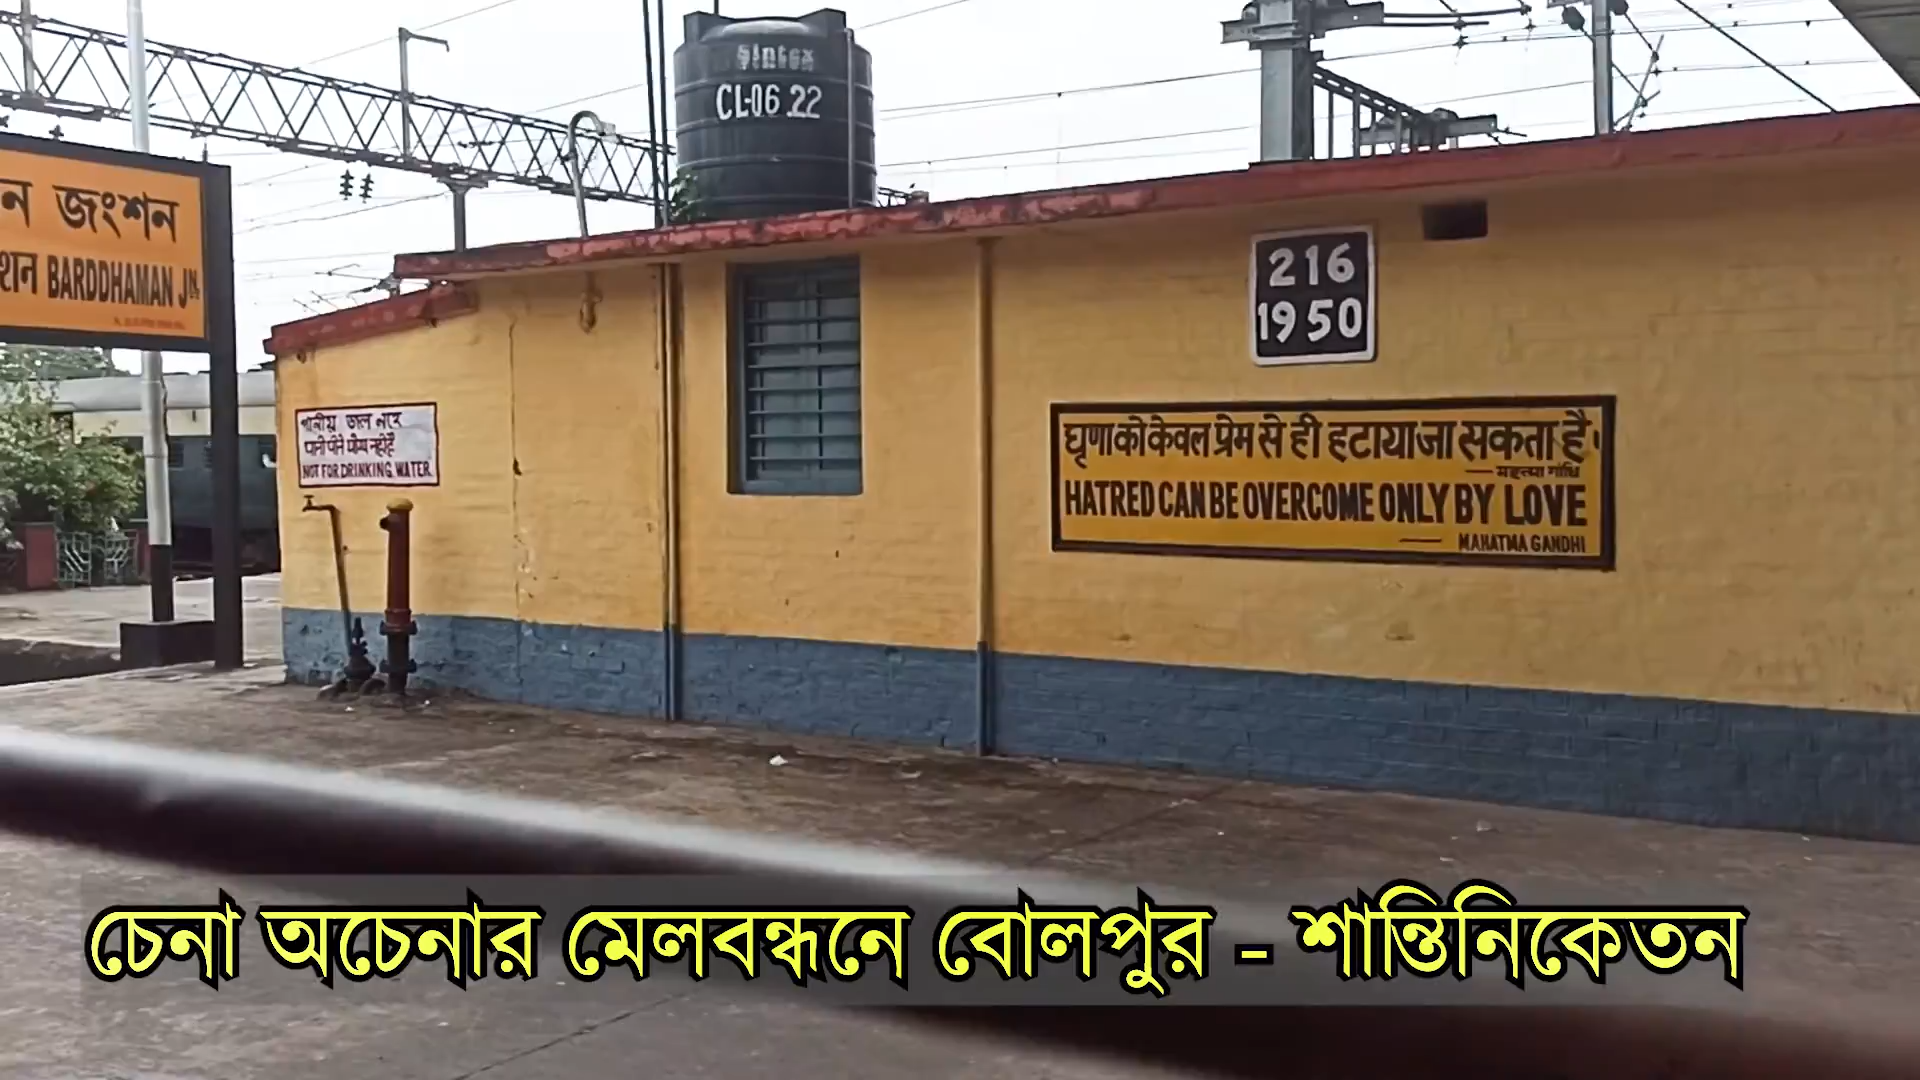 Sintex
CL-06.22
ন জংশন
शन BARDDHAMAN JN.
216
1950
পানীয় জল নহে
पानी पीने योग्य नहीं है
NOT FOR DRINKING WATER
घृणा को केवल प्रेम से ही हटाया जा सकता है।
— महात्मा गांधि
HATRED CAN BE OVERCOME ONLY BY LOVE
— MAHATMA GANDHI
চেনা অচেনার মেলবন্ধনে বোলপুর - শান্তিনিকেতন